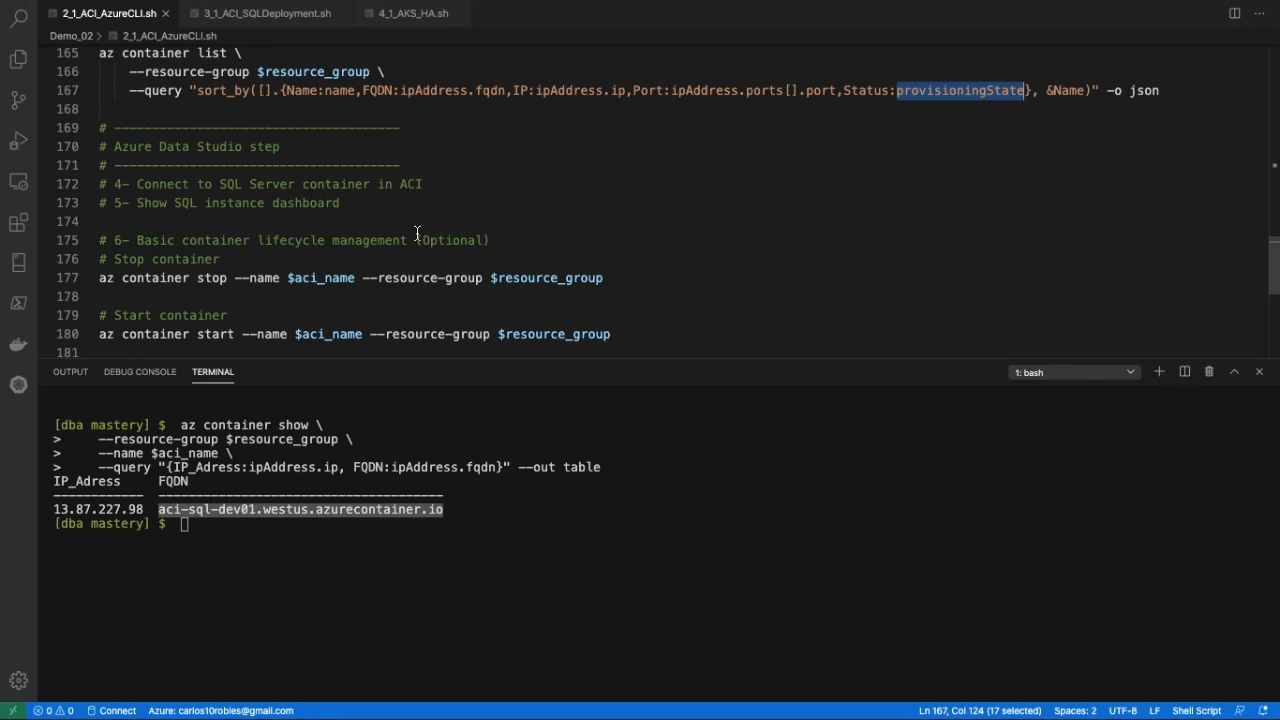 2_1_ACI_AzureCLI.sh
3_1_ACI_SQLDeployment.sh
4_1_AKS_HA.sh
Demo_02 > 2_1_ACI_AzureCLI.sh
165 az container list \
166 --resource-group $resource_group \
167 --query "sort_by([].{Name:name,FQDN:ipAddress.fqdn,IP:ipAddress.ip,Port:ipAddress.ports[].port,Status:provisioningState}, &Name)" -o json
168
169 # --------------------------------------
170 # Azure Data Studio step
171 # --------------------------------------
172 # 4- Connect to SQL Server container in ACI
173 # 5- Show SQL instance dashboard
174
175 # 6- Basic container lifecycle management (Optional)
176 # Stop container
177 az container stop --name $aci_name --resource-group $resource_group
178
179 # Start container
180 az container start --name $aci_name --resource-group $resource_group
181
OUTPUT DEBUG CONSOLE TERMINAL 1: bash
[dba mastery] $ az container show \
> --resource-group $resource_group \
> --name $aci_name \
> --query "{IP_Adress:ipAddress.ip, FQDN:ipAddress.fqdn}" --out table
IP_Adress FQDN
------------ --------------------------------------
13.87.227.98 aci-sql-dev01.westus.azurecontainer.io
[dba mastery] $
0 0 Connect Azure: carlos10robles@gmail.com Ln 167, Col 124 (17 selected) Spaces: 2 UTF-8 LF Shell Script